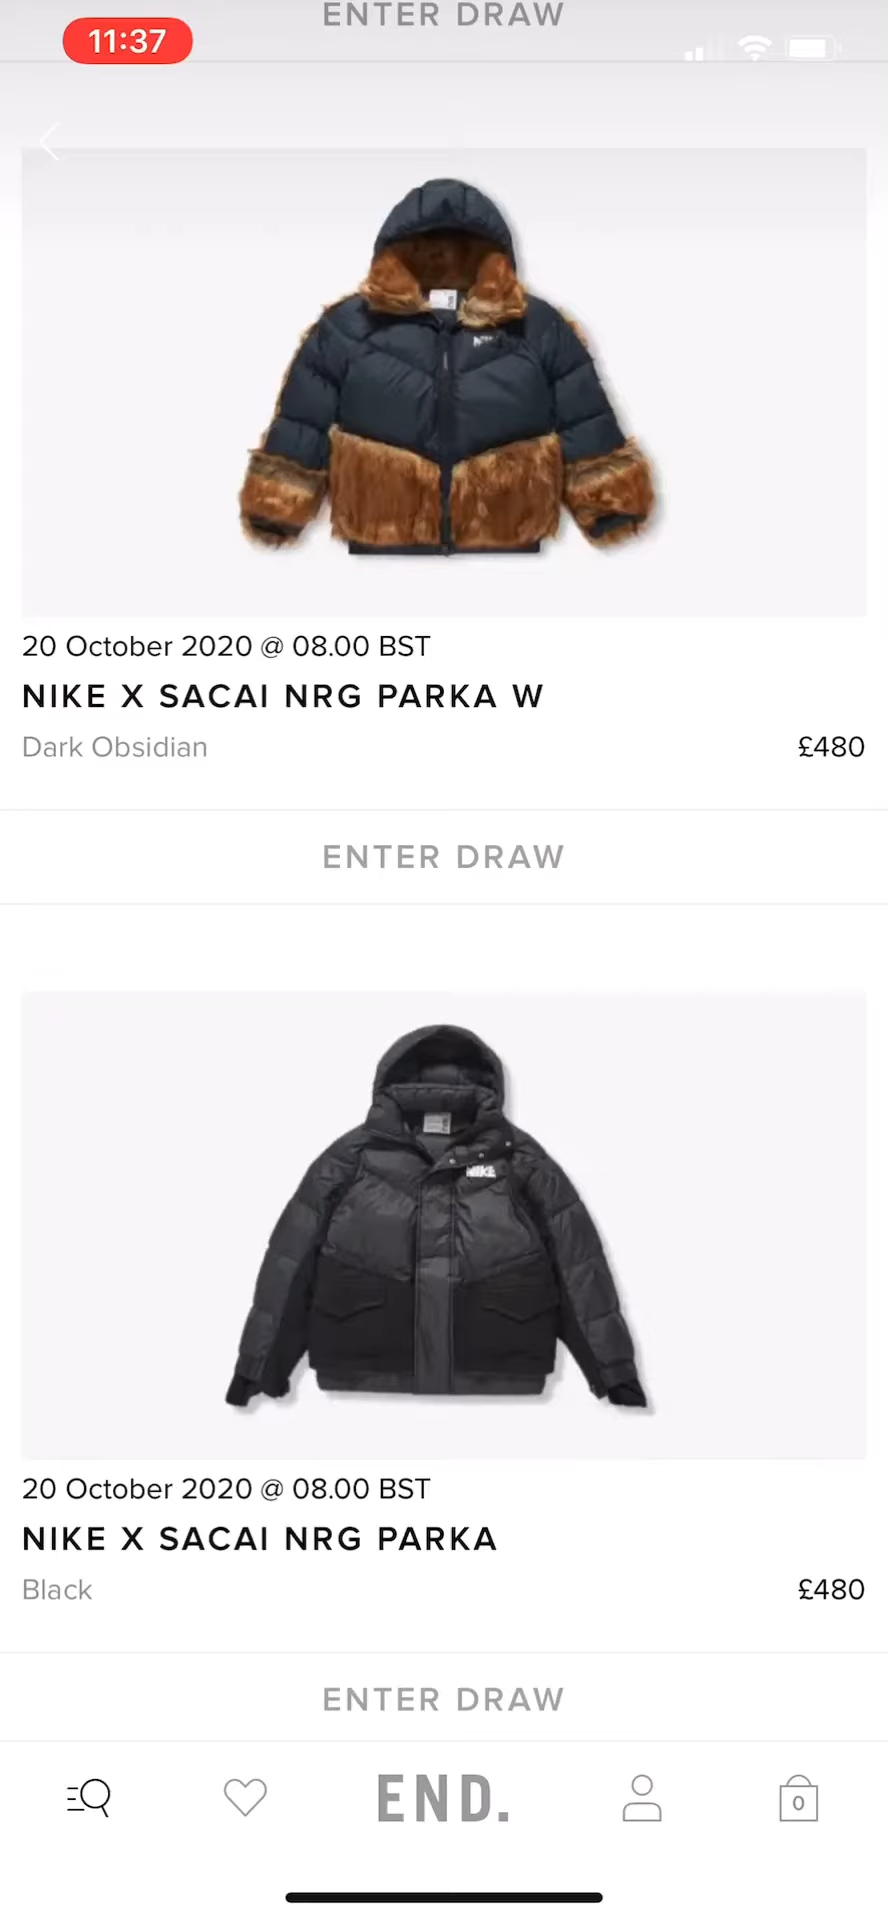 ENTER DRAW
11:37
20 October 2020 @ 08.00 BST
NIKE X SACAI NRG PARKA W
Dark Obsidian
£480
ENTER DRAW
NIKE
20 October 2020 @ 08.00 BST
NIKE X SACAI NRG PARKA
Black
£480
ENTER DRAW
END.
0